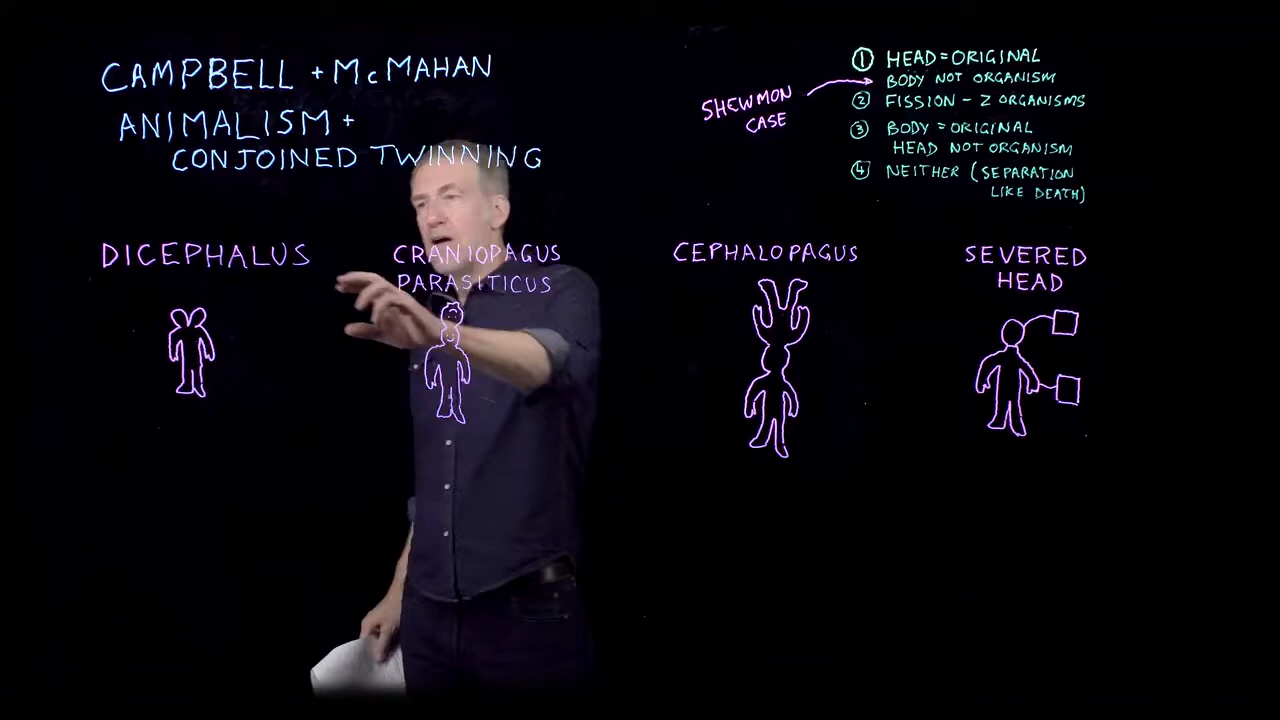 CAMPBELL + McMAHAN
ANIMALISM +
CONJOINED TWINNING
SHEWMON
CASE
① HEAD = ORIGINAL
BODY NOT ORGANISM
② FISSION - 2 ORGANISMS
③ BODY = ORIGINAL
HEAD NOT ORGANISM
④ NEITHER (SEPARATION
LIKE DEATH)
DICEPHALUS
CRANIOPAGUS
PARASITICUS
CEPHALOPAGUS
SEVERED
HEAD